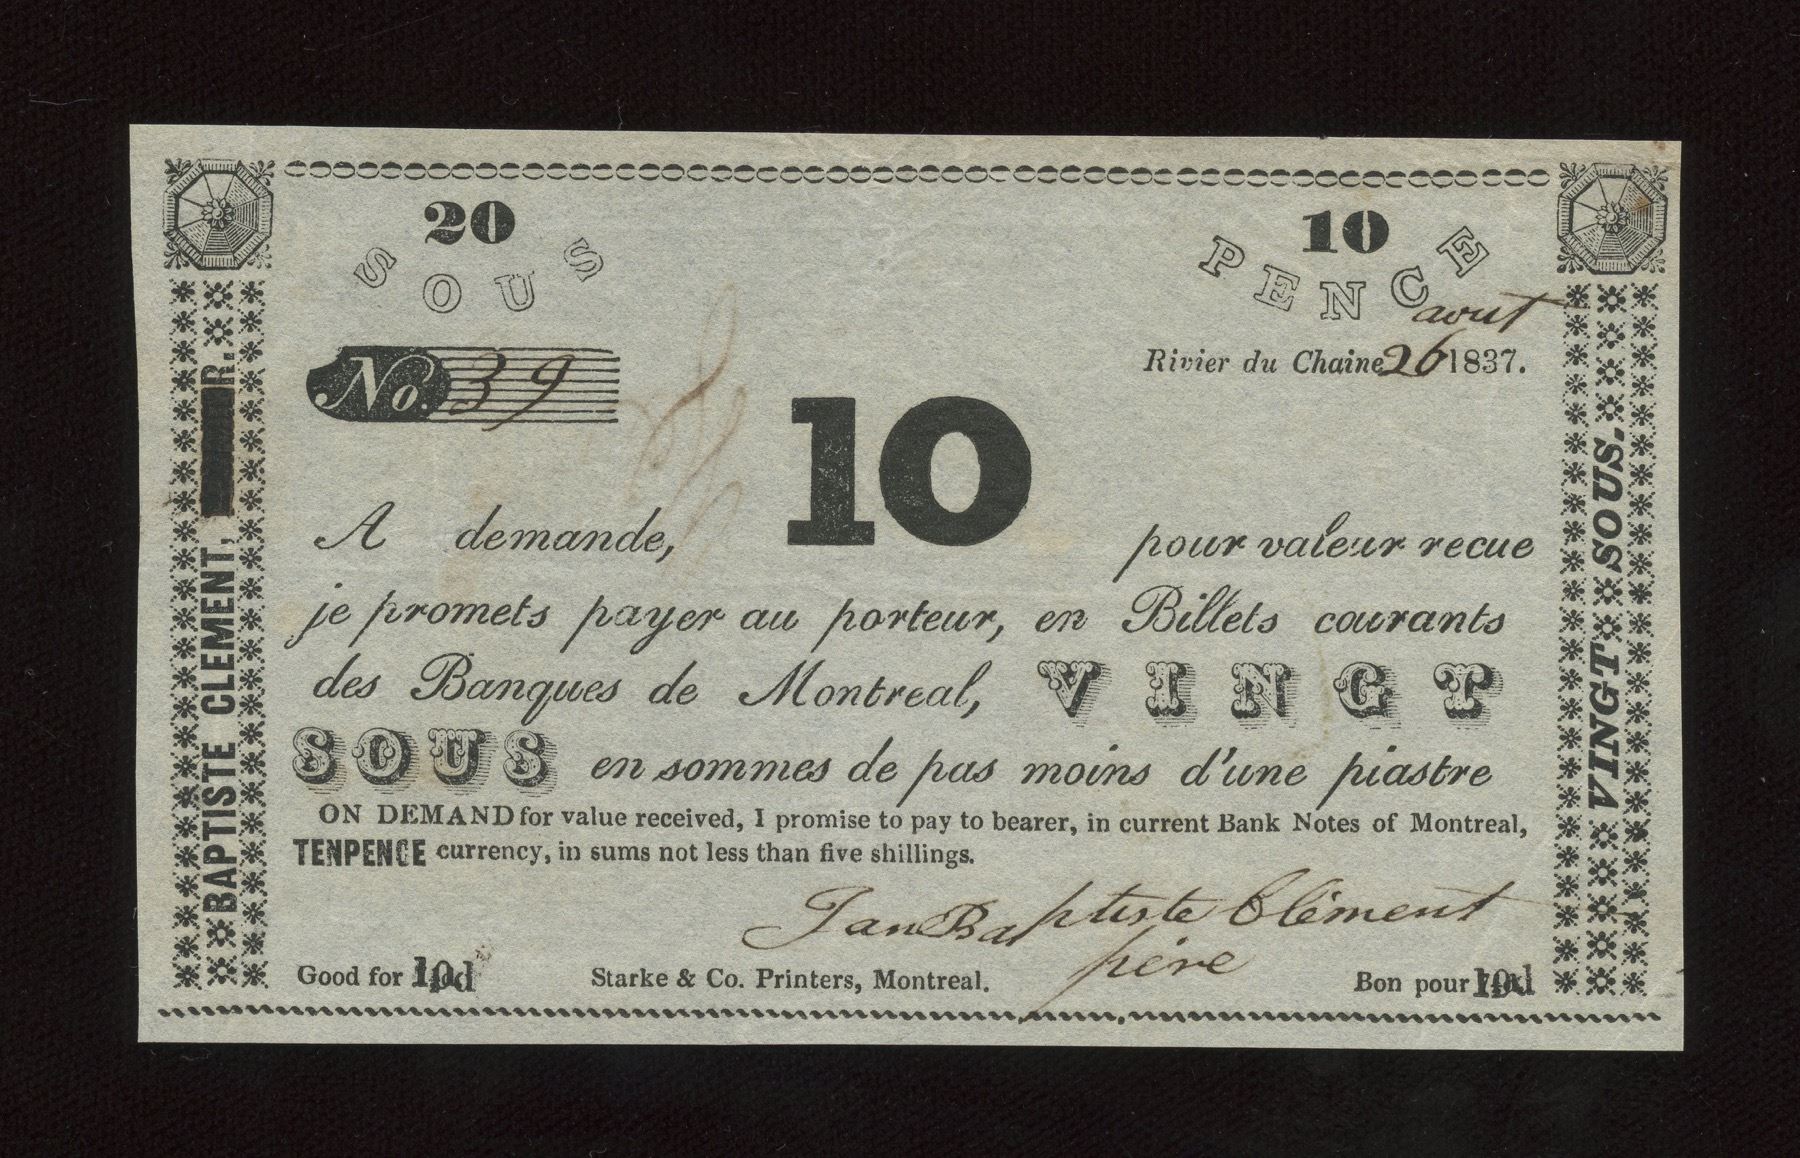 20
SOUS
10
PENCE
No. 39
aout
Rivier du Chaine 26 1837.
10
A demande, pour valeur recue
je promets payer au porteur, en Billets courants
des Banques de Montreal, VINGT
SOUS en sommes de pas moins d'une piastre
ON DEMAND for value received, I promise to pay to bearer, in current Bank Notes of Montreal,
TENPENCE currency, in sums not less than five shillings.
Jan Baptiste Clément
père
Good for 10d
Starke & Co. Printers, Montreal.
Bon pour 10d
BAPTISTE CLEMENT, R.
VINGT SOUS.